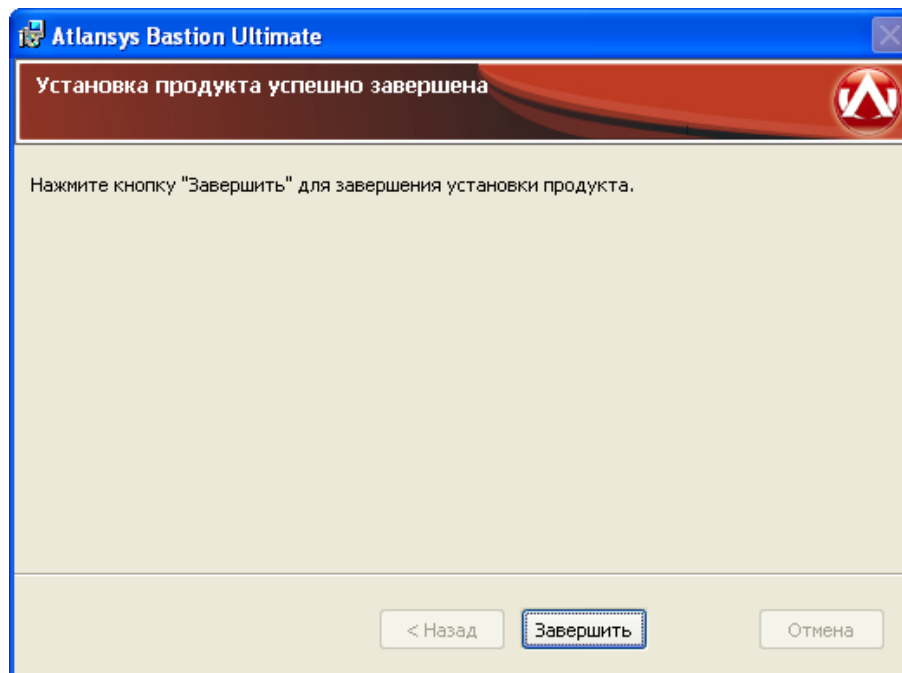 Atlansys Bastion Ultimate
Установка продукта успешно завершена
Нажмите кнопку "Завершить" для завершения установки продукта.
< Назад
Завершить
Отмена